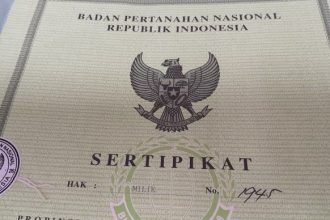 BADAN PERTANAHAN NASIONAL
REPUBLIK INDONESIA
SERTIPIKAT
HAK : MILIK No. 1945